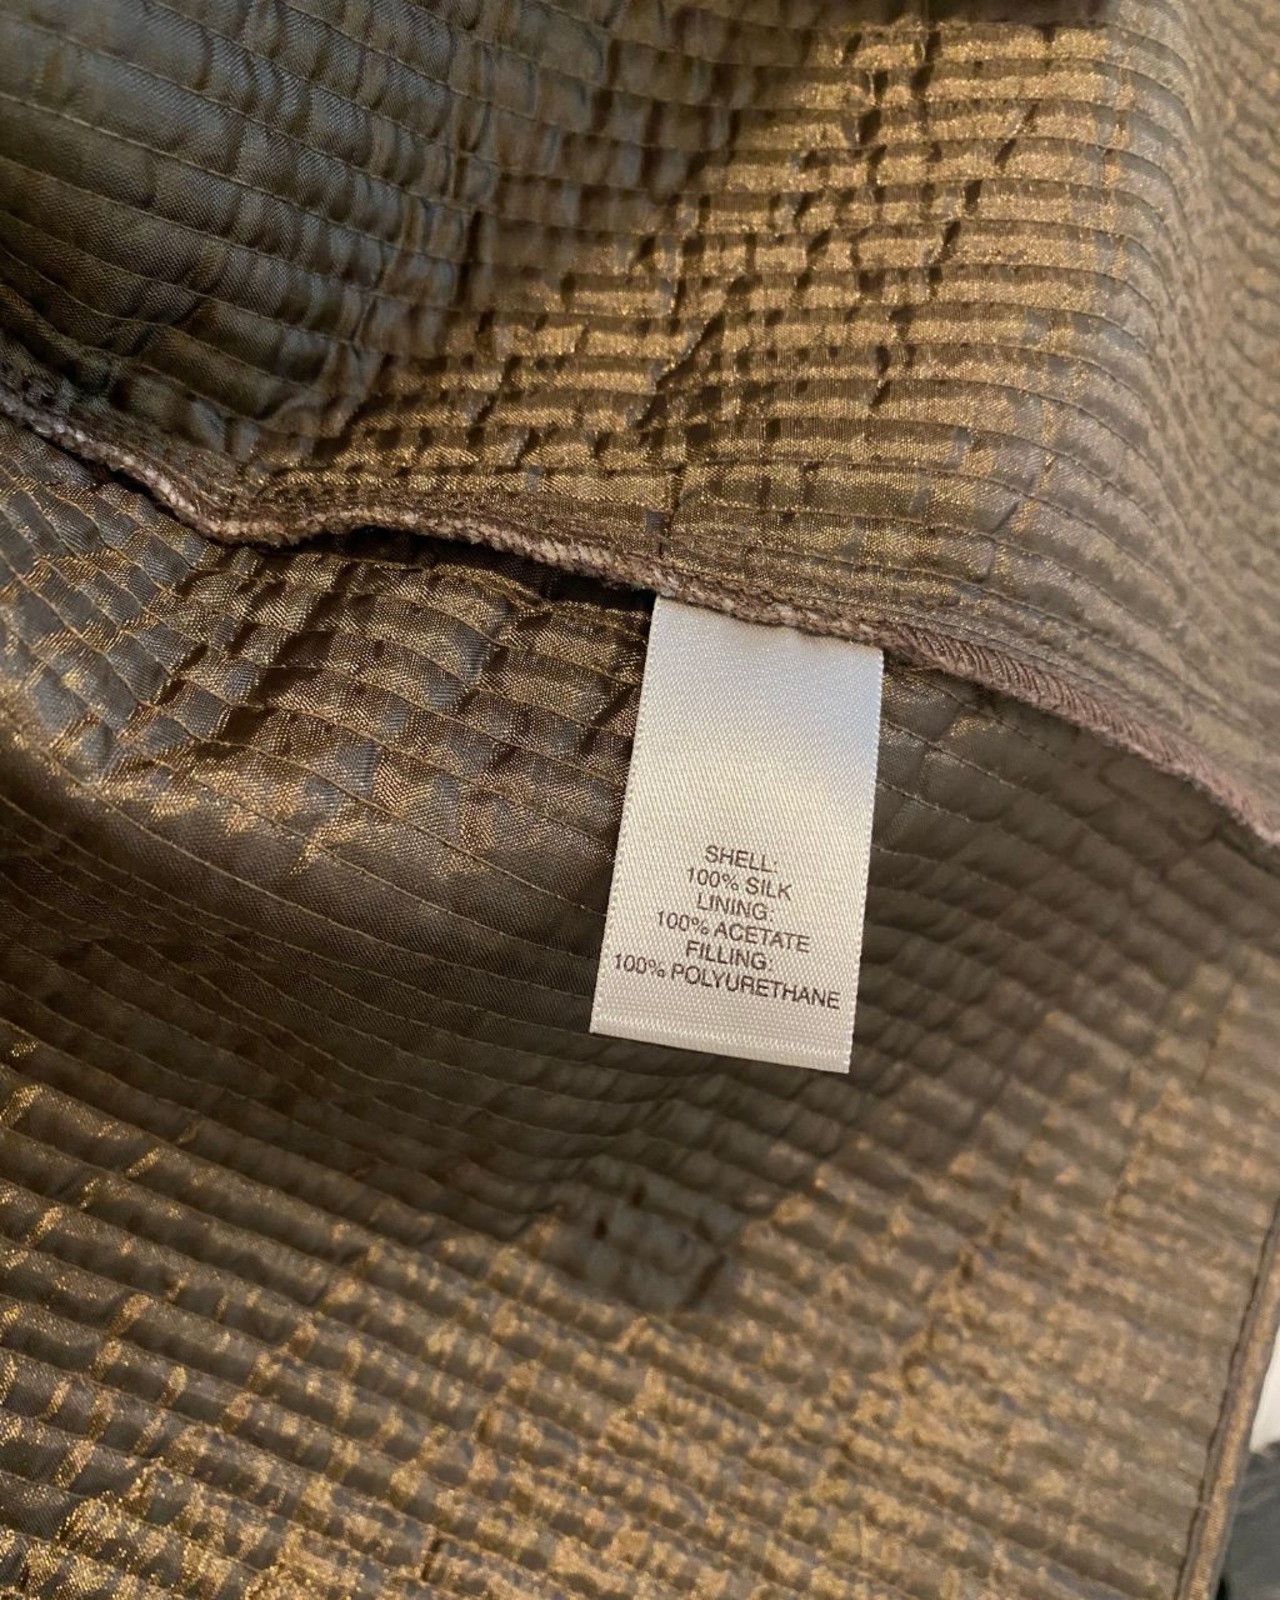 SHELL:
100% SILK
LINING:
100% ACETATE
FILLING:
100% POLYURETHANE